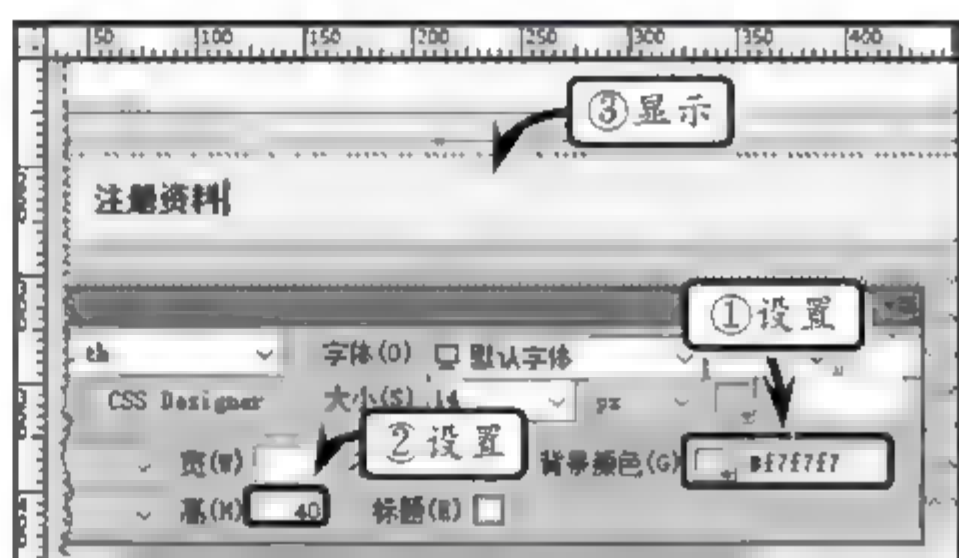 50 100 150 200 250 300 350 400
③显示
注册资料
①设置
th 字体(O) 默认字体
CSS Designer 大小(S) px
②设置
宽(W) 背景颜色(G) #f7f7f7
高(H) 40 标题(E)